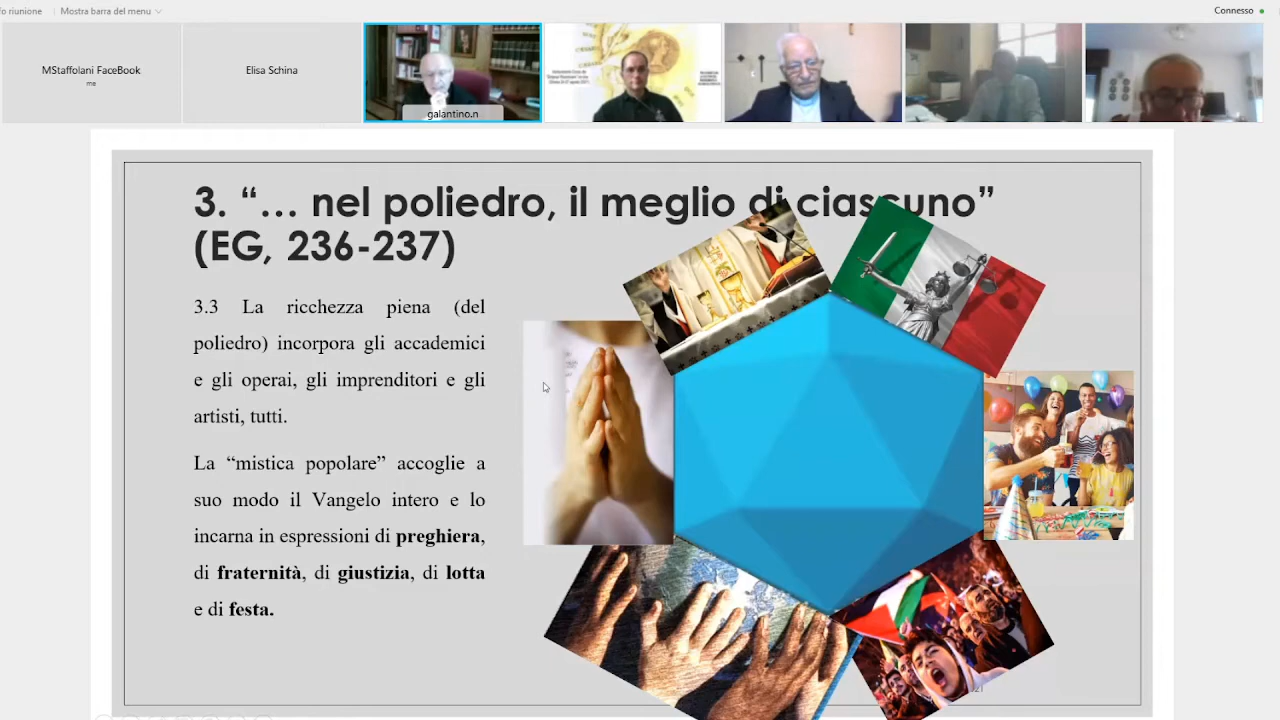 Mostra barra del menu
Connesso
MStaffolani FaceBook
me
galantino.n
3. “... nel poliedro, il meglio di ciascuno”
(EG, 236-237)
3.3 La ricchezza piena (del
poliedro) incorpora gli accademici
e gli operai, gli imprenditori e gli
artisti, tutti.
La “mistica popolare” accoglie a
suo modo il Vangelo intero e lo
incarna in espressioni di preghiera,
di fraternità, di giustizia, di lotta
e di festa.